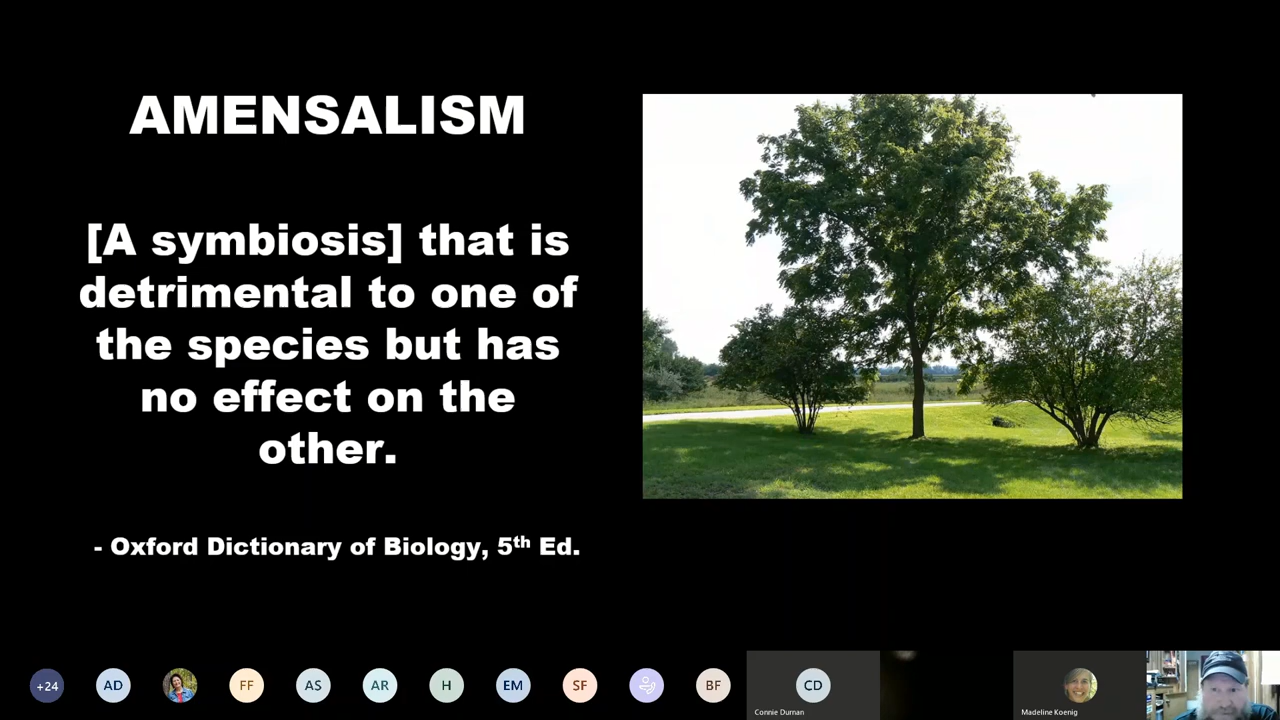 AMENSALISM
[A symbiosis] that is
detrimental to one of
the species but has
no effect on the
other.
- Oxford Dictionary of Biology, 5th Ed.
+24
AD
FF
AS
AR
H
EM
SF
BF
CD
Connie Durnan
Madeline Koenig